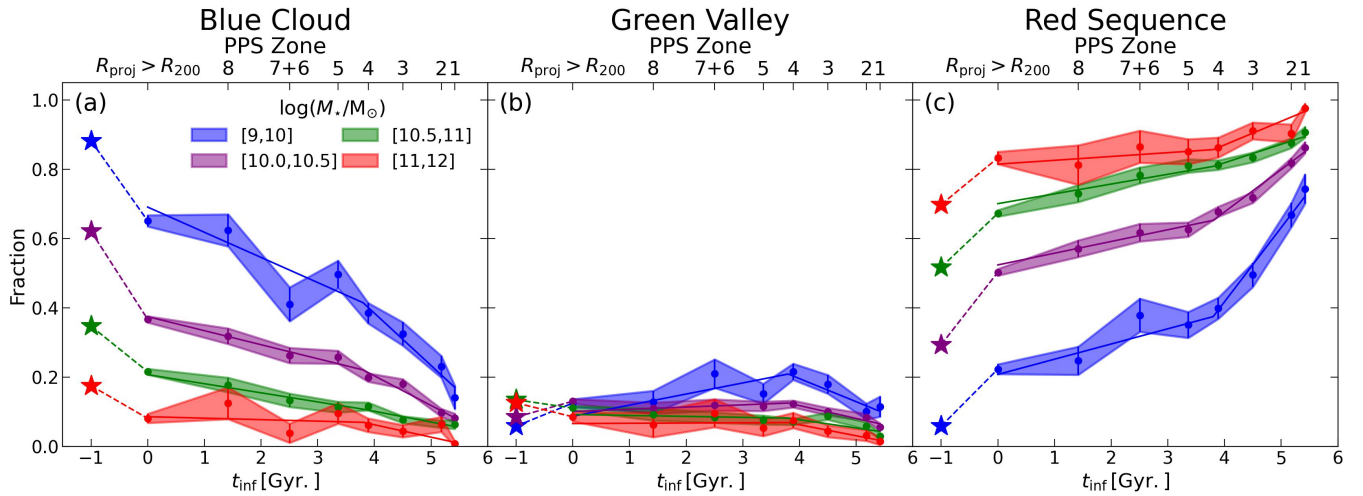 Blue Cloud Green Valley Red Sequence
PPS Zone PPS Zone PPS Zone
R_proj > R_200 8 7+6 5 4 3 21 R_proj > R_200 8 7+6 5 4 3 21 R_proj > R_200 8 7+6 5 4 3 21
(a) (b) (c)
log(M⋆/M⊙)
[9,10] [10.5,11]
[10.0,10.5] [11,12]
1.0
0.8
0.6
0.4
0.2
0.0
Fraction
−1 0 1 2 3 4 5 6 −1 0 1 2 3 4 5 6 −1 0 1 2 3 4 5 6
t_inf [Gyr.] t_inf [Gyr.] t_inf [Gyr.]